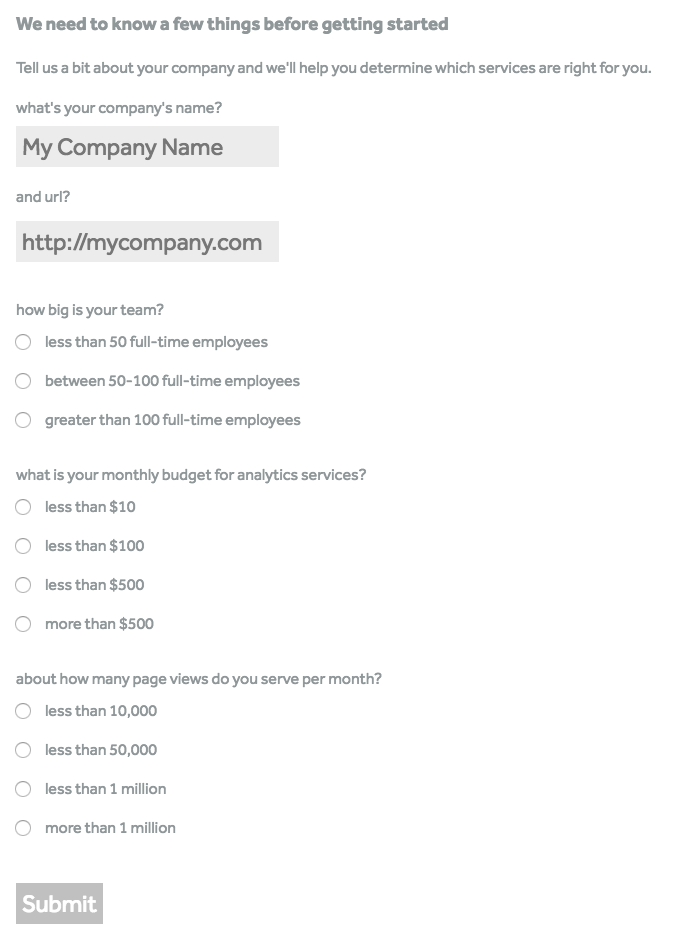 We need to know a few things before getting started
Tell us a bit about your company and we'll help you determine which services are right for you.
what's your company's name?
My Company Name
and url?
http://mycompany.com
how big is your team?
less than 50 full-time employees
between 50-100 full-time employees
greater than 100 full-time employees
what is your monthly budget for analytics services?
less than $10
less than $100
less than $500
more than $500
about how many page views do you serve per month?
less than 10,000
less than 50,000
less than 1 million
more than 1 million
Submit